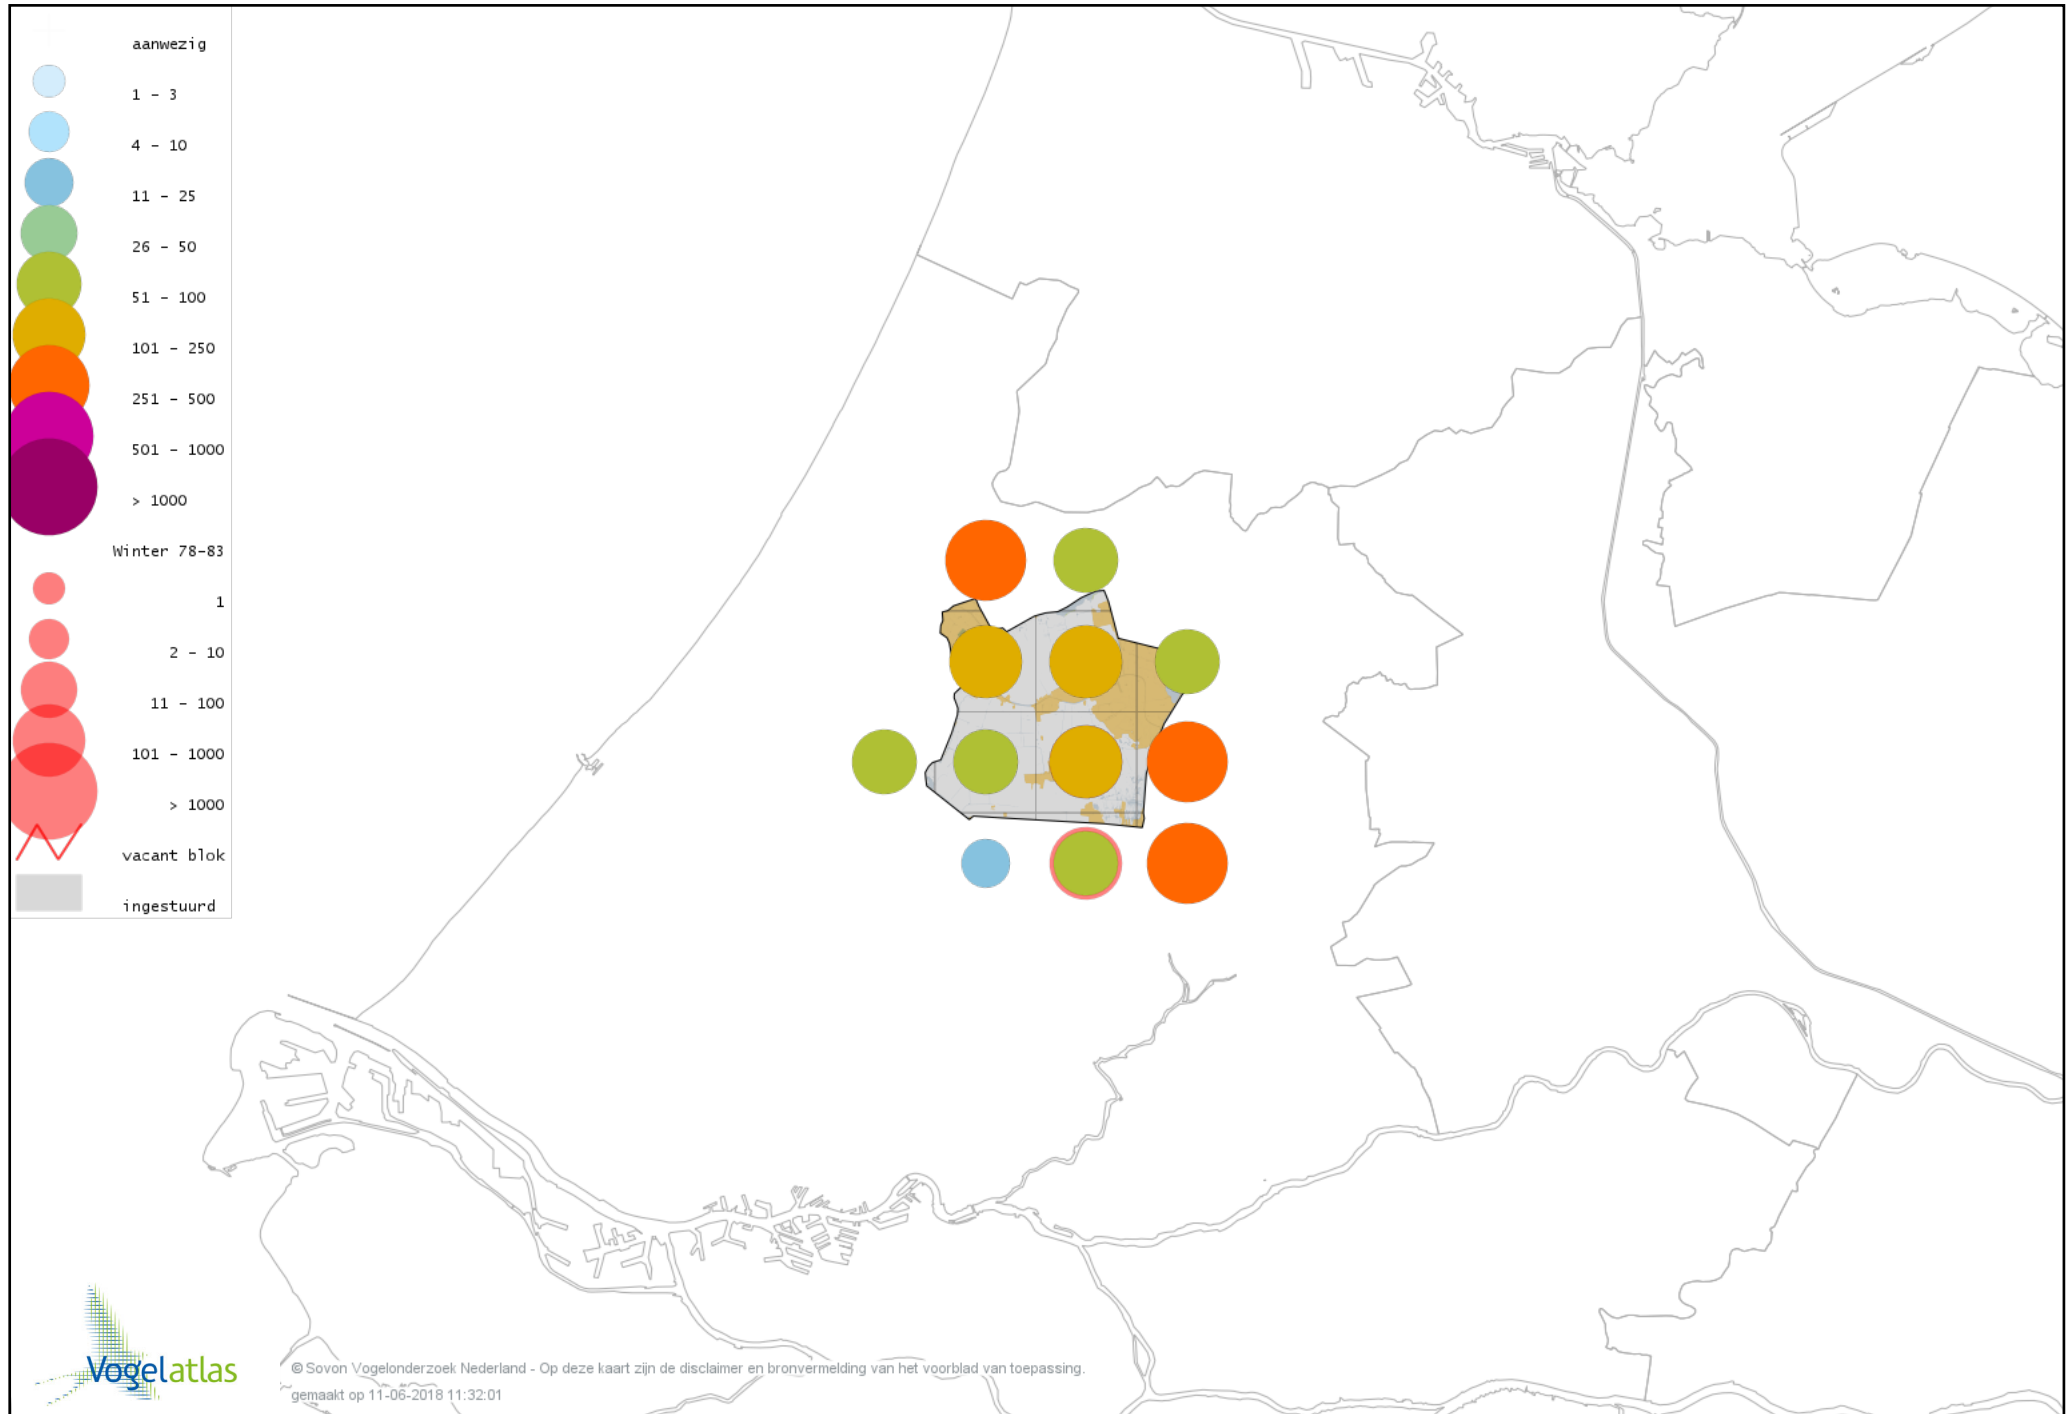 aanwezig
1 - 3
4 - 10
11 - 25
26 - 50
51 - 100
101 - 250
251 - 500
501 - 1000
> 1000
Winter 78-83
1
2 - 10
11 - 100
101 - 1000
> 1000
vacant blok
ingestuurd
Vogelatlas
© Sovon Vogelonderzoek Nederland - Op deze kaart zijn de disclaimer en bronvermelding van het voorblad van toepassing.
gemaakt op 11-06-2018 11:32:01